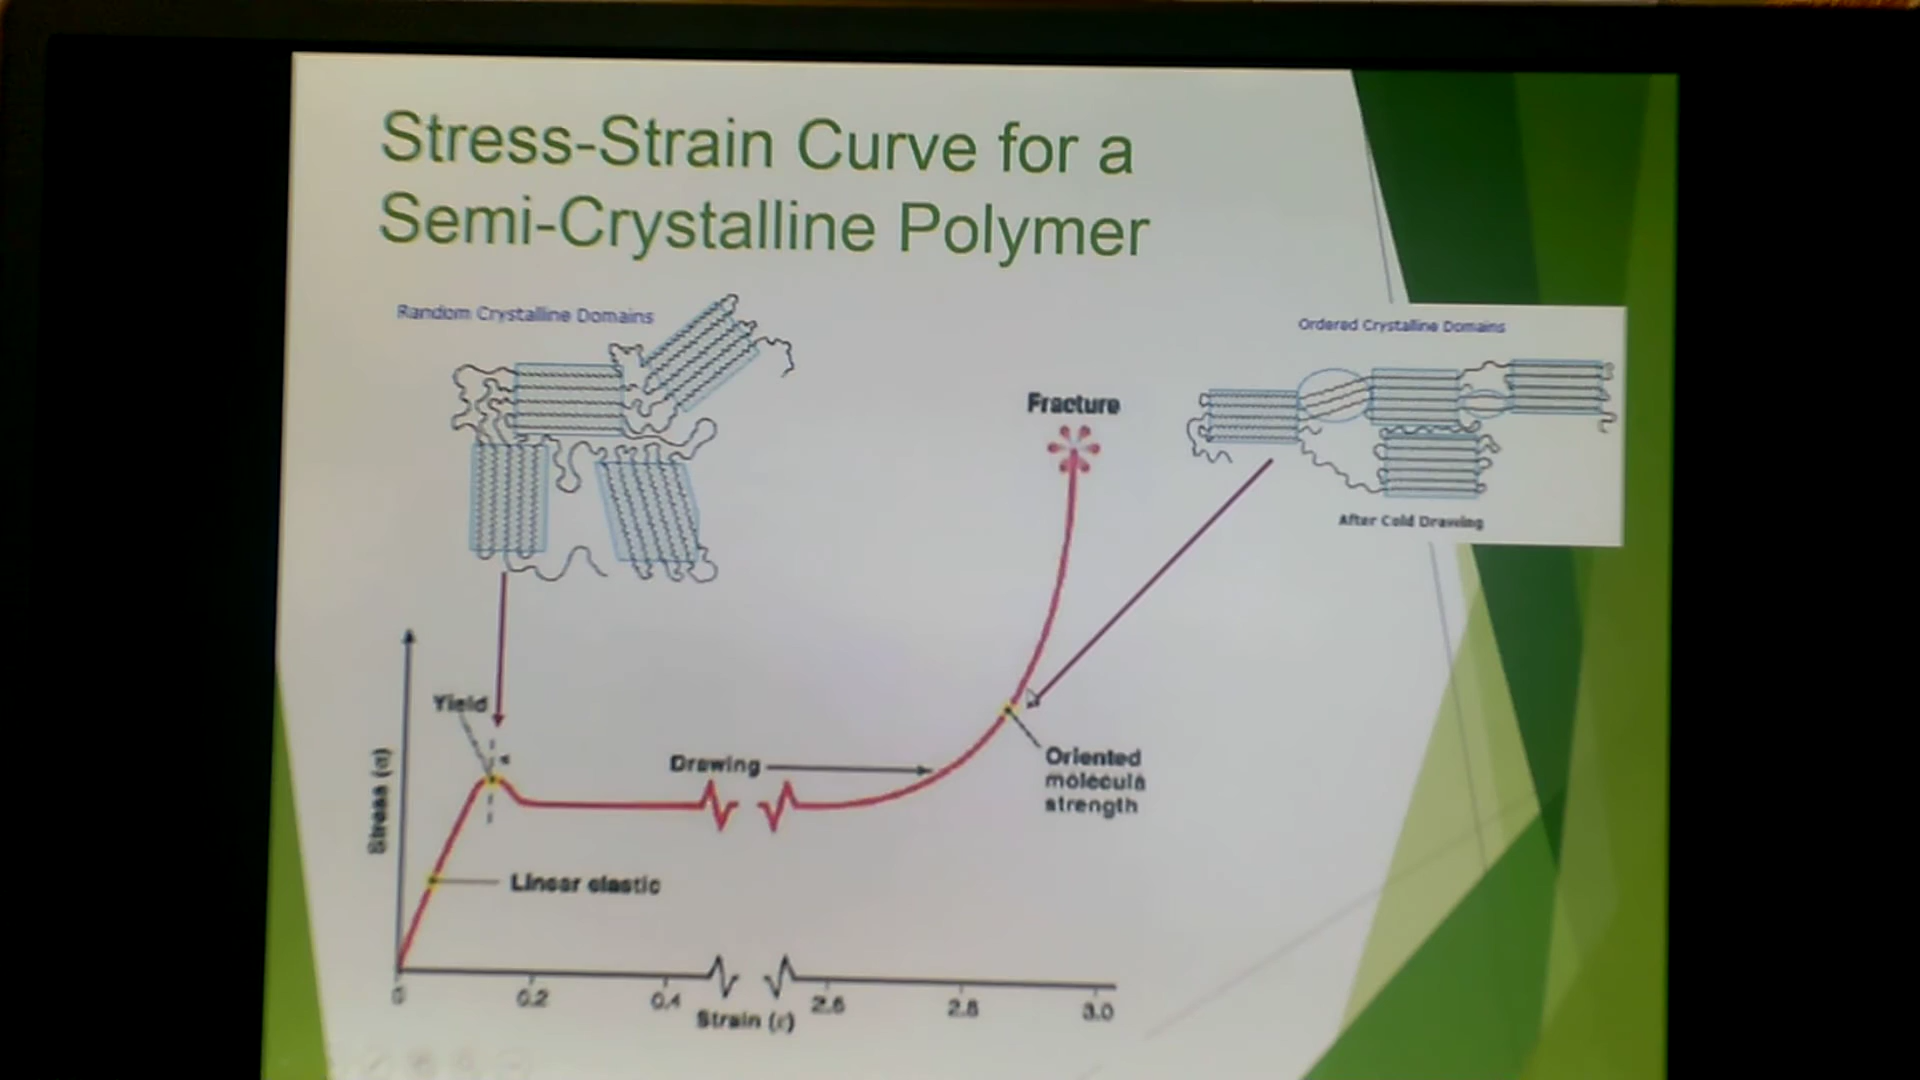 Stress-Strain Curve for a
Semi-Crystalline Polymer
Random Crystalline Domains
Ordered Crystalline Domains
After Cold Drawing
Fracture
Yield
Drawing
Oriented
molecula
strength
Linear elastic
Stress (σ)
0
0.2
0.4
2.6
2.8
3.0
Strain (ε)